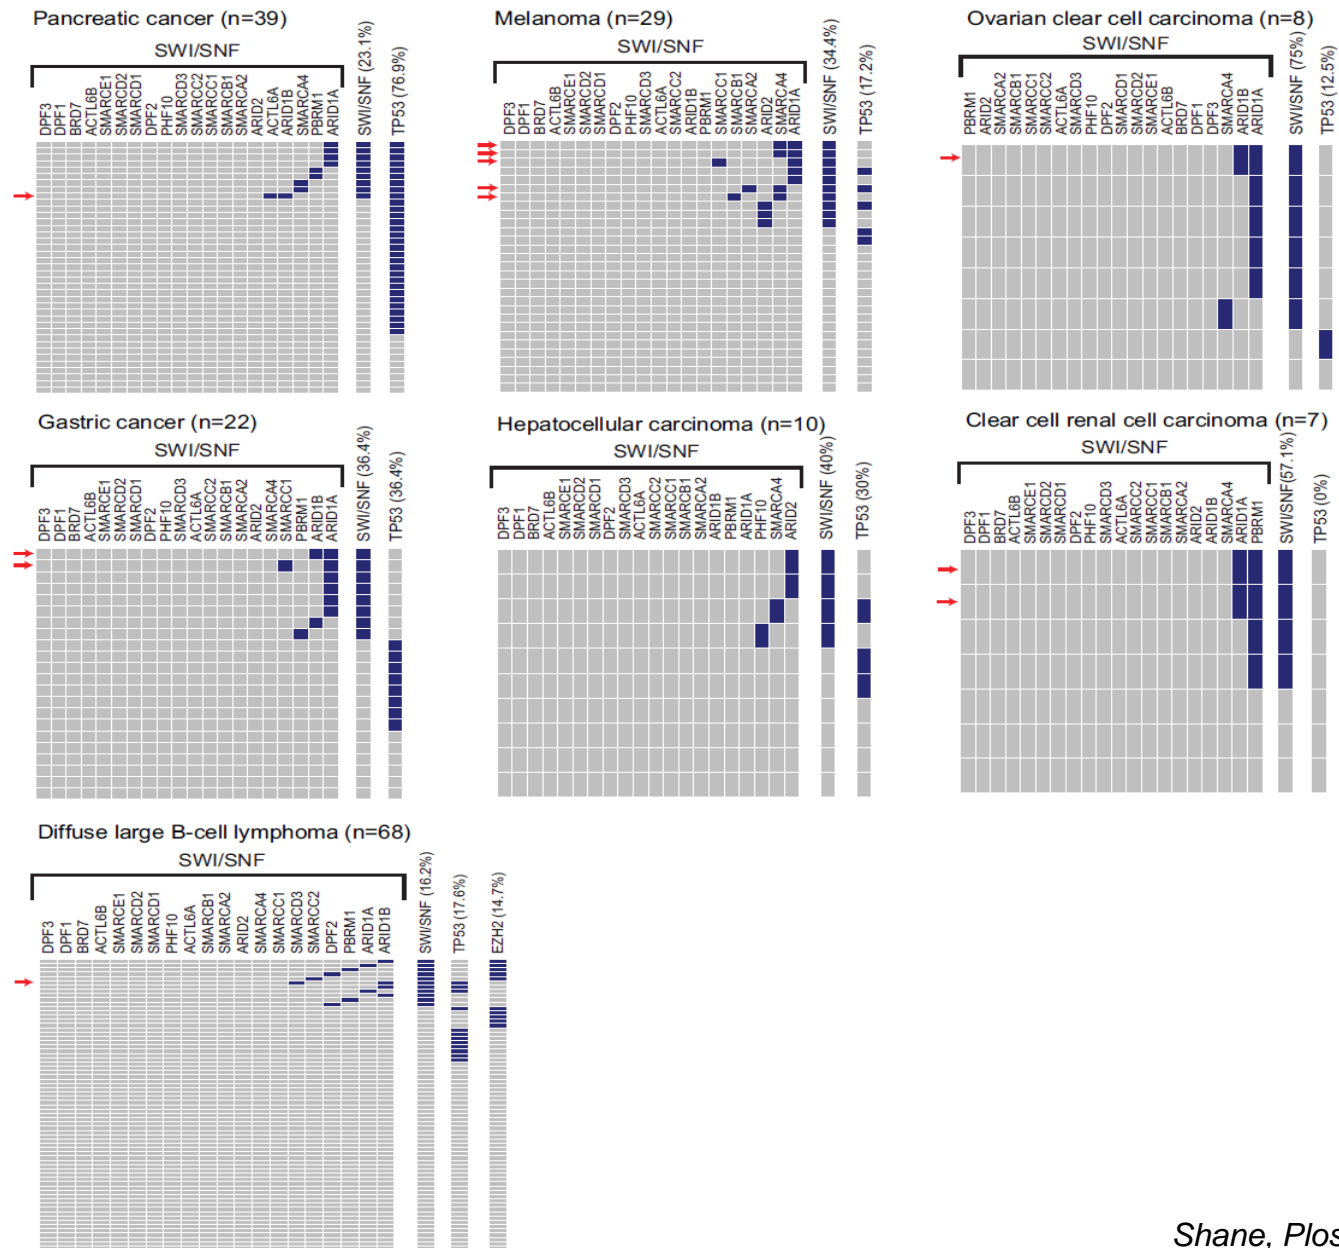 Pancreatic cancer (n=39)
SWI/SNF
DPF3
DPF1
BRD7
ACTL6B
SMARCE1
SMARCD2
SMARCD1
DPF2
PHF10
SMARCD3
SMARCC2
SMARCC1
SMARCB1
SMARCA2
ARID2
ACTL6A
ARID1B
SMARCA4
PBRM1
ARID1A
SWI/SNF (23.1%)
TP53 (76.9%)
Melanoma (n=29)
SWI/SNF
DPF3
DPF1
BRD7
ACTL6B
SMARCE1
SMARCD2
SMARCD1
DPF2
PHF10
SMARCD3
ACTL6A
SMARCC2
ARID1B
PBRM1
SMARCC1
SMARCB1
SMARCA2
ARID2
SMARCA4
ARID1A
SWI/SNF (34.4%)
TP53 (17.2%)
Ovarian clear cell carcinoma (n=8)
SWI/SNF
PBRM1
ARID2
SMARCA2
SMARCB1
SMARCC1
SMARCC2
ACTL6A
SMARCD3
PHF10
DPF2
SMARCD1
SMARCD2
SMARCE1
ACTL6B
BRD7
DPF1
DPF3
SMARCA4
ARID1B
ARID1A
SWI/SNF (75%)
TP53 (12.5%)
Gastric cancer (n=22)
SWI/SNF
DPF3
DPF1
BRD7
ACTL6B
SMARCE1
SMARCD2
SMARCD1
DPF2
PHF10
SMARCD3
ACTL6A
SMARCC2
SMARCB1
SMARCA2
ARID2
SMARCA4
SMARCC1
PBRM1
ARID1B
ARID1A
SWI/SNF (36.4%)
TP53 (36.4%)
Hepatocellular carcinoma (n=10)
SWI/SNF
DPF3
DPF1
BRD7
ACTL6B
SMARCE1
SMARCD2
SMARCD1
DPF2
SMARCD3
ACTL6A
SMARCC2
SMARCC1
SMARCB1
SMARCA2
ARID1B
PBRM1
ARID1A
PHF10
SMARCA4
ARID2
SWI/SNF (40%)
TP53 (30%)
Clear cell renal cell carcinoma (n=7)
SWI/SNF
DPF3
DPF1
BRD7
ACTL6B
SMARCE1
SMARCD2
SMARCD1
DPF2
PHF10
SMARCD3
ACTL6A
SMARCC2
SMARCC1
SMARCB1
SMARCA2
ARID2
ARID1B
SMARCA4
ARID1A
PBRM1
SWI/SNF(57.1%)
TP53 (0%)
Diffuse large B-cell lymphoma (n=68)
SWI/SNF
DPF3
DPF1
BRD7
ACTL6B
SMARCE1
SMARCD2
SMARCD1
PHF10
ACTL6A
SMARCB1
SMARCA2
ARID2
SMARCA4
SMARCC1
SMARCD3
SMARCC2
DPF2
PBRM1
ARID1A
ARID1B
SWI/SNF (16.2%)
TP53 (17.6%)
EZH2 (14.7%)
Shane, Plos